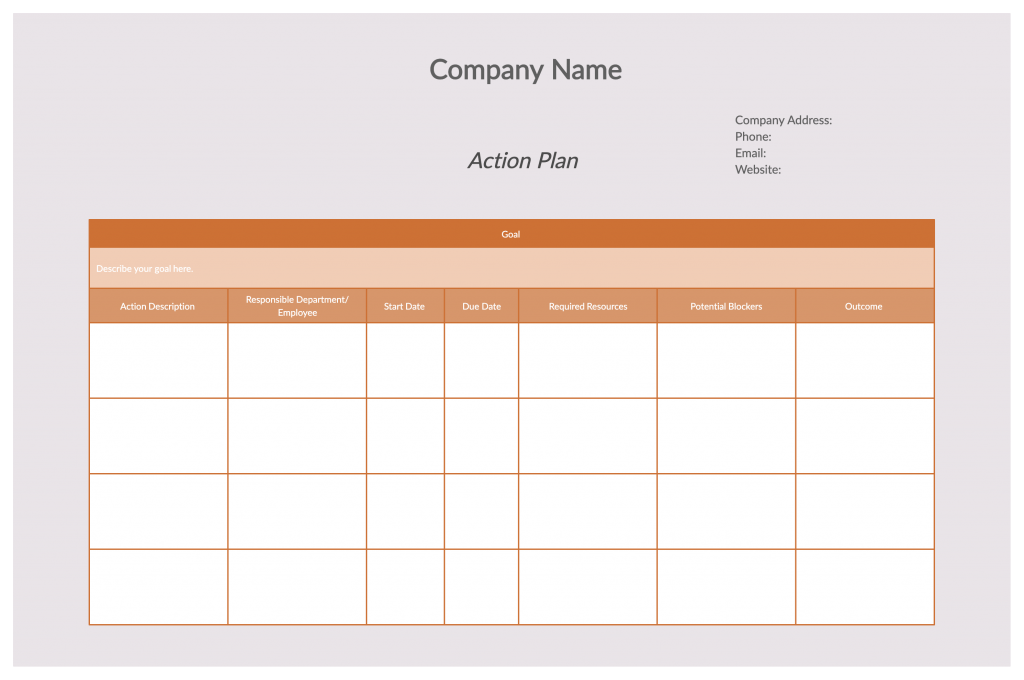 Company Name
Company Address:
Phone:
Email:
Website:
Action Plan
Goal
Describe your goal here.
Action Description
Responsible Department/
Employee
Start Date
Due Date
Required Resources
Potential Blockers
Outcome